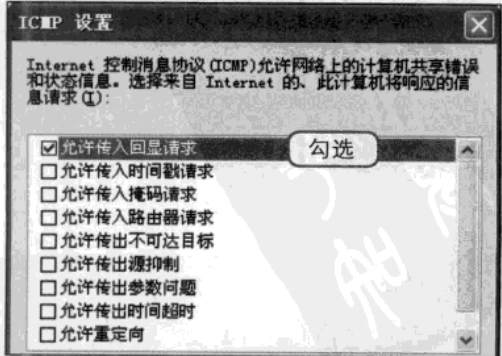 ICMP 设置
Internet 控制消息协议(ICMP)允许网络上的计算机共享错误
和状态信息。选择来自 Internet 的、此计算机将响应的信
息请求(I):
允许传入回显请求
勾选
允许传入时间戳请求
允许传入掩码请求
允许传入路由器请求
允许传出不可达目标
允许传出源抑制
允许传出参数问题
允许传出时间超时
允许重定向